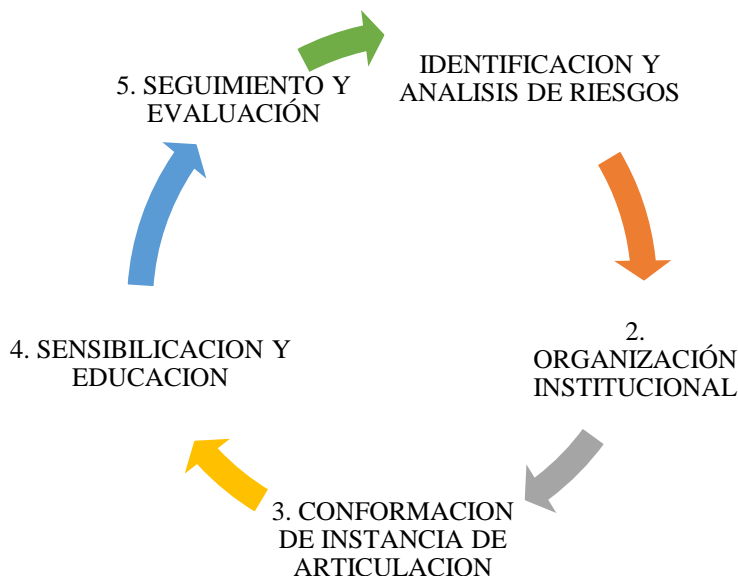 IDENTIFICACION Y
ANALISIS DE RIESGOS
2.
ORGANIZACIÓN
INSTITUCIONAL
3. CONFORMACION
DE INSTANCIA DE
ARTICULACION
4. SENSIBILICACION Y
EDUCACION
5. SEGUIMIENTO Y
EVALUACIÓN